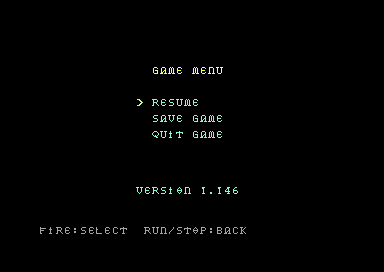 GAME MENU
> RESUME
SAVE GAME
QUIT GAME
VERSION 1.146
FIRE:SELECT RUN/STOP:BACK